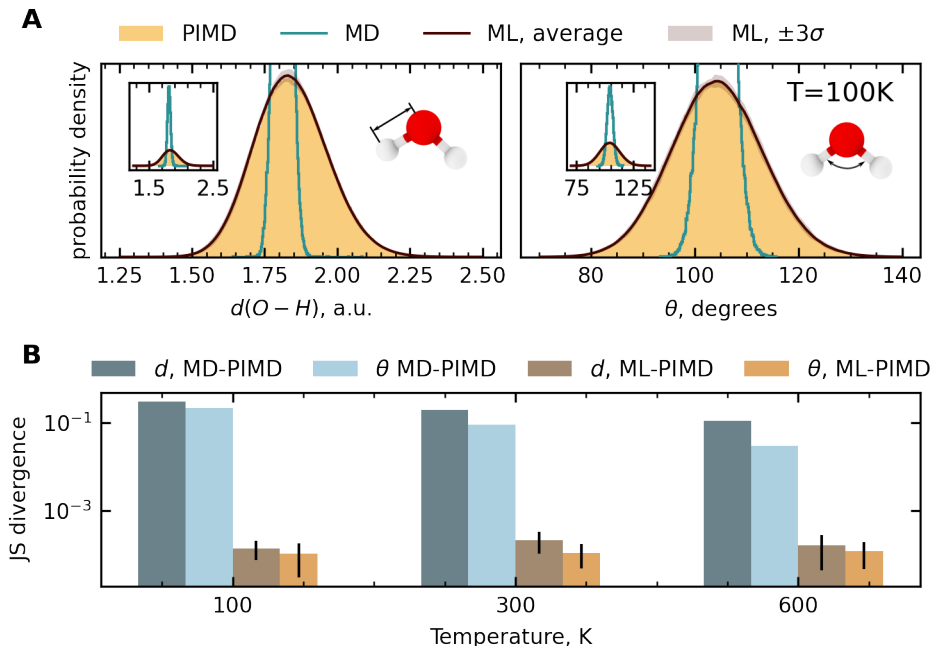 A
PIMD MD ML, average ML, ±3σ
probability density
1.5 2.5
75 125
T=100K
1.25 1.50 1.75 2.00 2.25 2.50
80 100 120 140
d(O − H), a.u.
θ, degrees
B
d, MD-PIMD θ MD-PIMD d, ML-PIMD θ, ML-PIMD
JS divergence
10⁻¹
10⁻³
100 300 600
Temperature, K